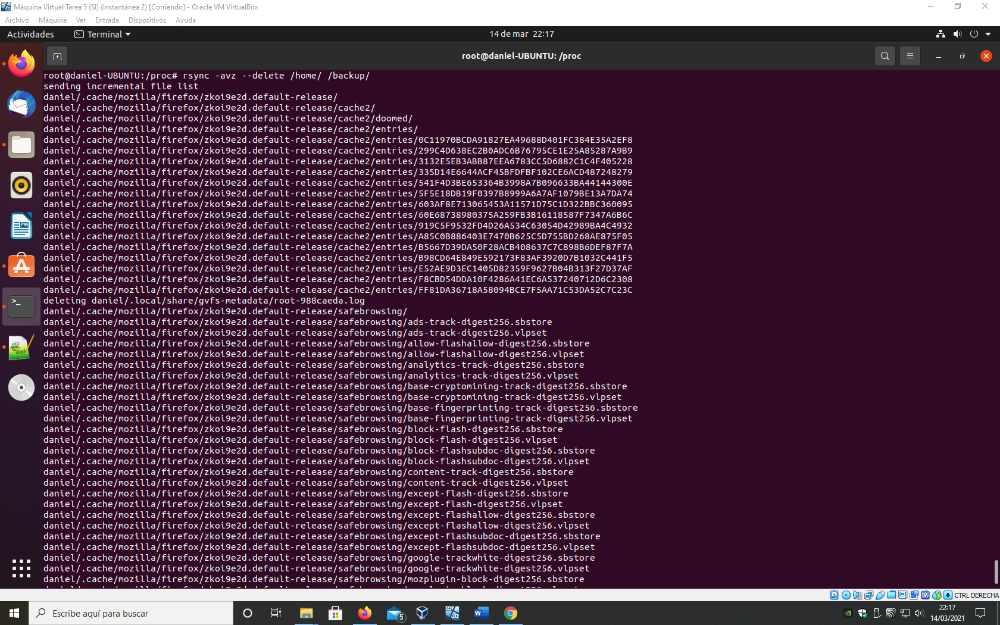 Máquina Virtual Tarea 5 (SI) (Instantánea 2) [Corriendo] - Oracle VM VirtualBox
Archivo Máquina Ver Entrada Dispositivos Ayuda
Actividades Terminal 14 de mar 22:17
root@daniel-UBUNTU: /proc
root@daniel-UBUNTU:/proc# rsync -avz --delete /home/ /backup/
sending incremental file list
daniel/.cache/mozilla/firefox/zkoi9e2d.default-release/
daniel/.cache/mozilla/firefox/zkoi9e2d.default-release/cache2/
daniel/.cache/mozilla/firefox/zkoi9e2d.default-release/cache2/doomed/
daniel/.cache/mozilla/firefox/zkoi9e2d.default-release/cache2/entries/
daniel/.cache/mozilla/firefox/zkoi9e2d.default-release/cache2/entries/0C11970BCDA91827EA49688D401FC384E35A2EF8
daniel/.cache/mozilla/firefox/zkoi9e2d.default-release/cache2/entries/299C4D638EC2B0ADC6B76795CE1E25A85287A9B9
daniel/.cache/mozilla/firefox/zkoi9e2d.default-release/cache2/entries/3132E5EB3ABB87EEA6783CC5D6882C1C4F405228
daniel/.cache/mozilla/firefox/zkoi9e2d.default-release/cache2/entries/335D14E6644ACF45BFDFBF102CE6ACD487248279
daniel/.cache/mozilla/firefox/zkoi9e2d.default-release/cache2/entries/541F4D3BE653364B3998A7B096633BA44144300E
daniel/.cache/mozilla/firefox/zkoi9e2d.default-release/cache2/entries/5F5E18DB19F0397B8999A6A7AF1079BE13A7DA74
daniel/.cache/mozilla/firefox/zkoi9e2d.default-release/cache2/entries/603AF8E713065453A11571D75C1D322BBC360095
daniel/.cache/mozilla/firefox/zkoi9e2d.default-release/cache2/entries/60E68738980375A259FB3B16118587F7347A6B6C
daniel/.cache/mozilla/firefox/zkoi9e2d.default-release/cache2/entries/919C5F9532FD4D26A534C63054D42989BA4C4932
daniel/.cache/mozilla/firefox/zkoi9e2d.default-release/cache2/entries/A85C0B886403E7470B625C5D755BD268AE875F05
daniel/.cache/mozilla/firefox/zkoi9e2d.default-release/cache2/entries/B5667D39DA50F28ACB408637C7C898B6DEF87F7A
daniel/.cache/mozilla/firefox/zkoi9e2d.default-release/cache2/entries/B98CD64E849E592173F83AF3920D7B1032C441F5
daniel/.cache/mozilla/firefox/zkoi9e2d.default-release/cache2/entries/E52AE9D3EC1405D82359F9627B04B313F27D37AF
daniel/.cache/mozilla/firefox/zkoi9e2d.default-release/cache2/entries/F8CBD54DDA10F4286A41EC6A537240712D6C2308
daniel/.cache/mozilla/firefox/zkoi9e2d.default-release/cache2/entries/FF81DA36718A58094BCE7F5AA71C53DA52C7C23C
deleting daniel/.local/share/gvfs-metadata/root-988caeda.log
daniel/.cache/mozilla/firefox/zkoi9e2d.default-release/safebrowsing/
daniel/.cache/mozilla/firefox/zkoi9e2d.default-release/safebrowsing/ads-track-digest256.sbstore
daniel/.cache/mozilla/firefox/zkoi9e2d.default-release/safebrowsing/ads-track-digest256.vlpset
daniel/.cache/mozilla/firefox/zkoi9e2d.default-release/safebrowsing/allow-flashallow-digest256.sbstore
daniel/.cache/mozilla/firefox/zkoi9e2d.default-release/safebrowsing/allow-flashallow-digest256.vlpset
daniel/.cache/mozilla/firefox/zkoi9e2d.default-release/safebrowsing/analytics-track-digest256.sbstore
daniel/.cache/mozilla/firefox/zkoi9e2d.default-release/safebrowsing/analytics-track-digest256.vlpset
daniel/.cache/mozilla/firefox/zkoi9e2d.default-release/safebrowsing/base-cryptomining-track-digest256.sbstore
daniel/.cache/mozilla/firefox/zkoi9e2d.default-release/safebrowsing/base-cryptomining-track-digest256.vlpset
daniel/.cache/mozilla/firefox/zkoi9e2d.default-release/safebrowsing/base-fingerprinting-track-digest256.sbstore
daniel/.cache/mozilla/firefox/zkoi9e2d.default-release/safebrowsing/base-fingerprinting-track-digest256.vlpset
daniel/.cache/mozilla/firefox/zkoi9e2d.default-release/safebrowsing/block-flash-digest256.sbstore
daniel/.cache/mozilla/firefox/zkoi9e2d.default-release/safebrowsing/block-flash-digest256.vlpset
daniel/.cache/mozilla/firefox/zkoi9e2d.default-release/safebrowsing/block-flashsubdoc-digest256.sbstore
daniel/.cache/mozilla/firefox/zkoi9e2d.default-release/safebrowsing/block-flashsubdoc-digest256.vlpset
daniel/.cache/mozilla/firefox/zkoi9e2d.default-release/safebrowsing/content-track-digest256.sbstore
daniel/.cache/mozilla/firefox/zkoi9e2d.default-release/safebrowsing/content-track-digest256.vlpset
daniel/.cache/mozilla/firefox/zkoi9e2d.default-release/safebrowsing/except-flash-digest256.sbstore
daniel/.cache/mozilla/firefox/zkoi9e2d.default-release/safebrowsing/except-flash-digest256.vlpset
daniel/.cache/mozilla/firefox/zkoi9e2d.default-release/safebrowsing/except-flashallow-digest256.sbstore
daniel/.cache/mozilla/firefox/zkoi9e2d.default-release/safebrowsing/except-flashallow-digest256.vlpset
daniel/.cache/mozilla/firefox/zkoi9e2d.default-release/safebrowsing/except-flashsubdoc-digest256.sbstore
daniel/.cache/mozilla/firefox/zkoi9e2d.default-release/safebrowsing/except-flashsubdoc-digest256.vlpset
daniel/.cache/mozilla/firefox/zkoi9e2d.default-release/safebrowsing/google-trackwhite-digest256.sbstore
daniel/.cache/mozilla/firefox/zkoi9e2d.default-release/safebrowsing/google-trackwhite-digest256.vlpset
daniel/.cache/mozilla/firefox/zkoi9e2d.default-release/safebrowsing/mozplugin-block-digest256.sbstore
CTRL DERECHA
Escribe aquí para buscar
5
22:17
14/03/2021